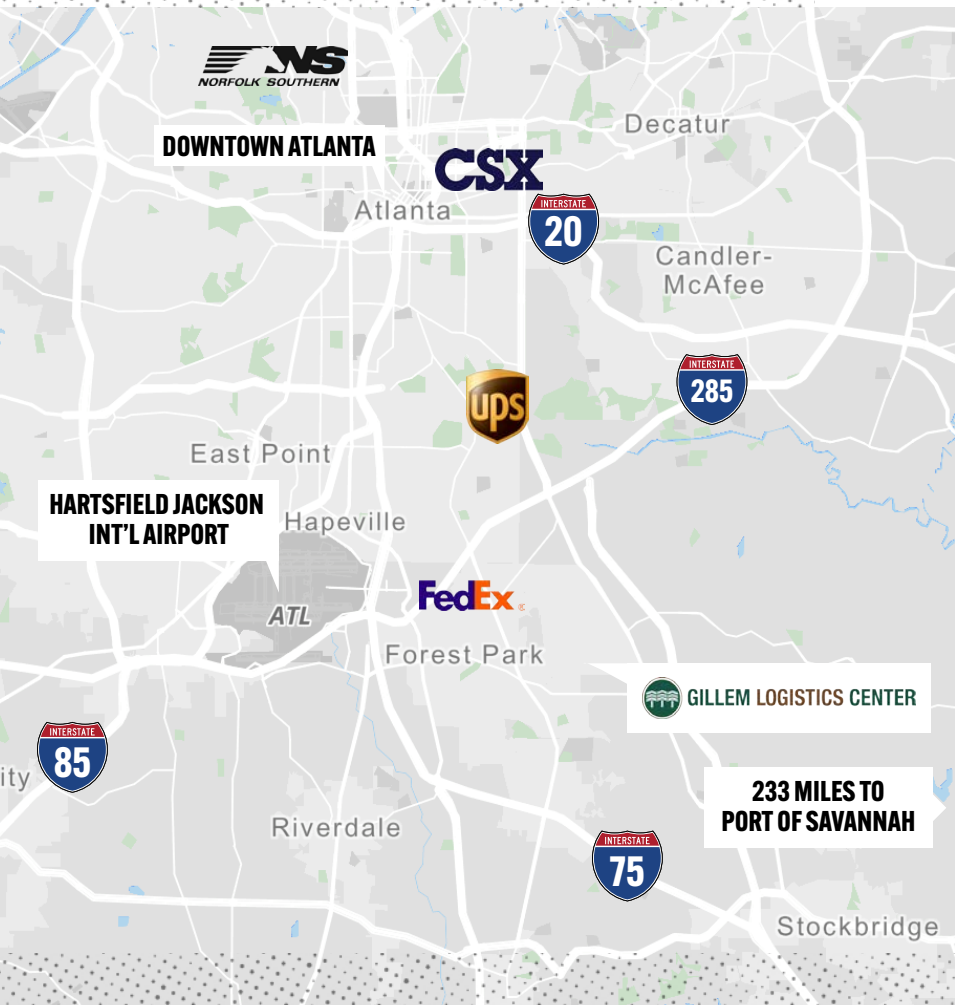 NS
NORFOLK SOUTHERN
DOWNTOWN ATLANTA
Decatur
CSX
Atlanta
INTERSTATE
20
Candler-
McAfee
INTERSTATE
285
ups
East Point
HARTSFIELD JACKSON
INT'L AIRPORT
Hapeville
FedEx
®
ATL
Forest Park
GILLEM LOGISTICS CENTER
INTERSTATE
85
ity
233 MILES TO
PORT OF SAVANNAH
Riverdale
INTERSTATE
75
Stockbridge